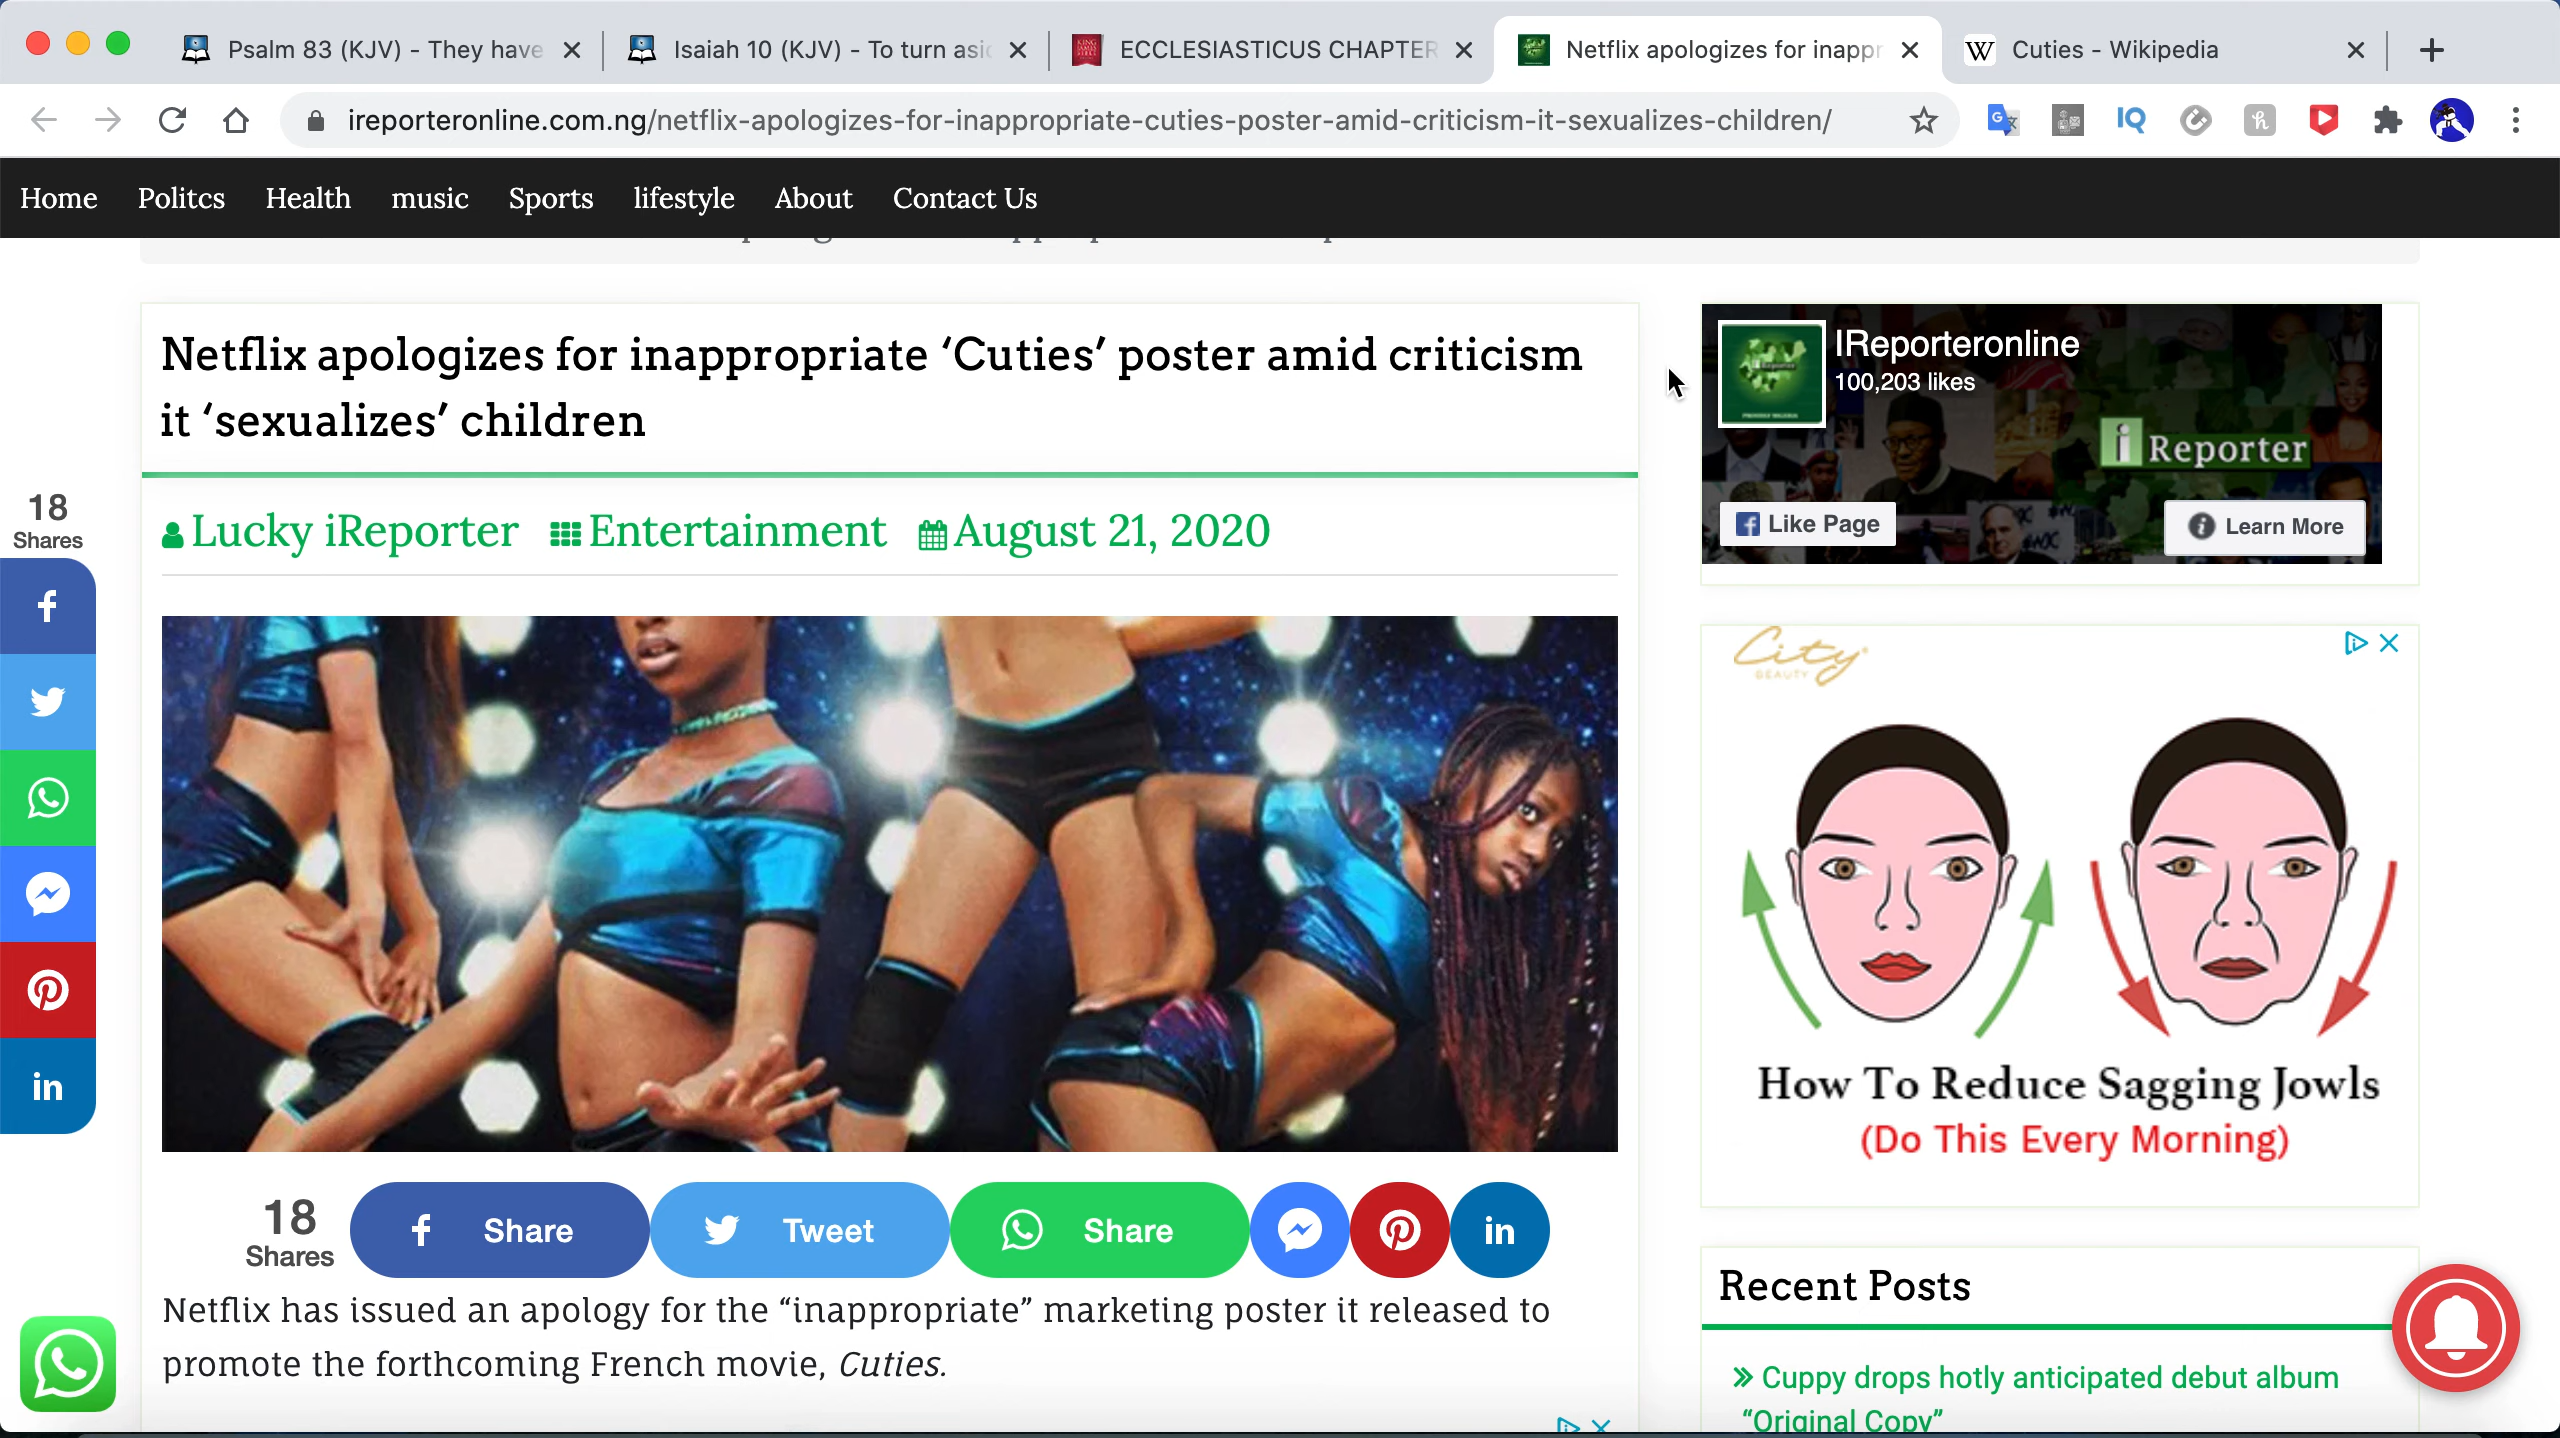 Psalm 83 (KJV) - They have
Isaiah 10 (KJV) - To turn asid
ECCLESIASTICUS CHAPTER
Netflix apologizes for inappr
Cuties - Wikipedia
ireporteronline.com.ng/netflix-apologizes-for-inappropriate-cuties-poster-amid-criticism-it-sexualizes-children/
Home Politcs Health music Sports lifestyle About Contact Us
Netflix apologizes for inappropriate ‘Cuties’ poster amid criticism
it ‘sexualizes’ children
Lucky iReporter Entertainment August 21, 2020
18
Shares
18
Shares
Share
Tweet
Share
Netflix has issued an apology for the “inappropriate” marketing poster it released to
promote the forthcoming French movie, Cuties.
IReporteronline
100,203 likes
i Reporter
Like Page
Learn More
City
BEAUTY
How To Reduce Sagging Jowls
(Do This Every Morning)
Recent Posts
» Cuppy drops hotly anticipated debut album
“Original Copy”